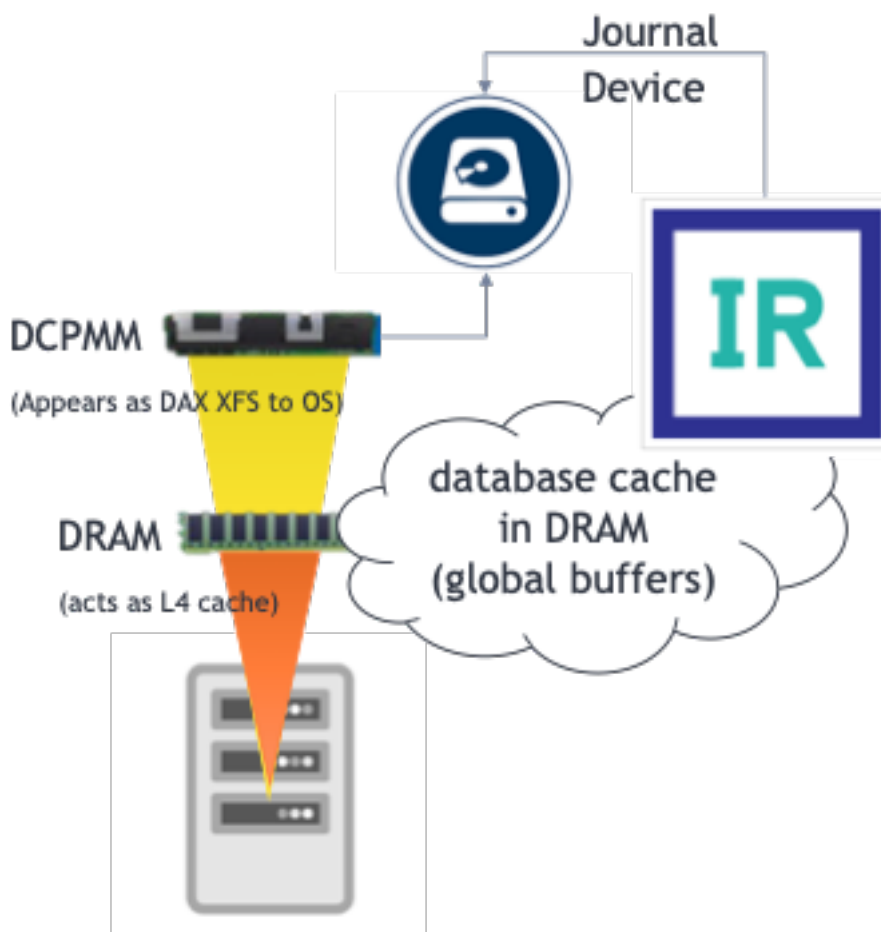 Journal
Device
IR
DCPMM
(Appears as DAX XFS to OS)
database cache
in DRAM
(global buffers)
DRAM
(acts as L4 cache)